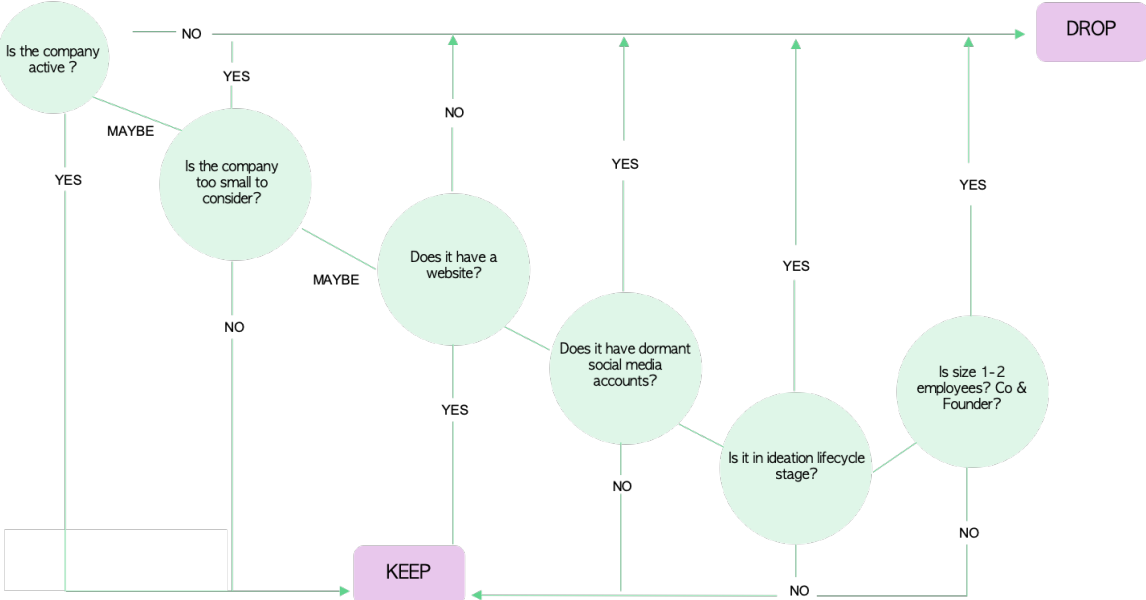 Is the company
active ?
NO
DROP
YES
MAYBE
YES
Is the company
too small to
consider?
NO
MAYBE
NO
Does it have a
website?
YES
YES
Does it have dormant
social media
accounts?
NO
YES
Is it in ideation lifecycle
stage?
NO
YES
Is size 1-2
employees? Co &
Founder?
NO
KEEP